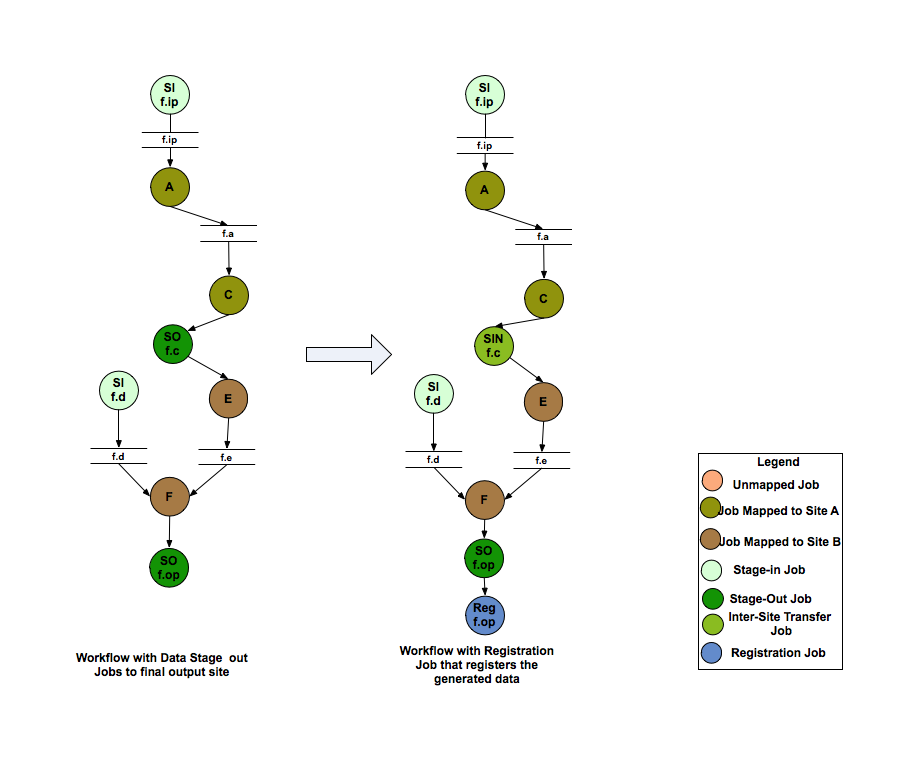 SI
f.ip
f.ip
A
f.a
C
SO
f.c
SI
f.d
E
f.d
f.e
F
SO
f.op
Workflow with Data Stage out
Jobs to final output site
SI
f.ip
f.ip
A
f.a
C
SIN
f.c
SI
f.d
E
f.d
f.e
F
SO
f.op
Reg
f.op
Workflow with Registration
Job that registers the
generated data
Legend
Unmapped Job
Job Mapped to Site A
Job Mapped to Site B
Stage-in Job
Stage-Out Job
Inter-Site Transfer
Job
Registration Job